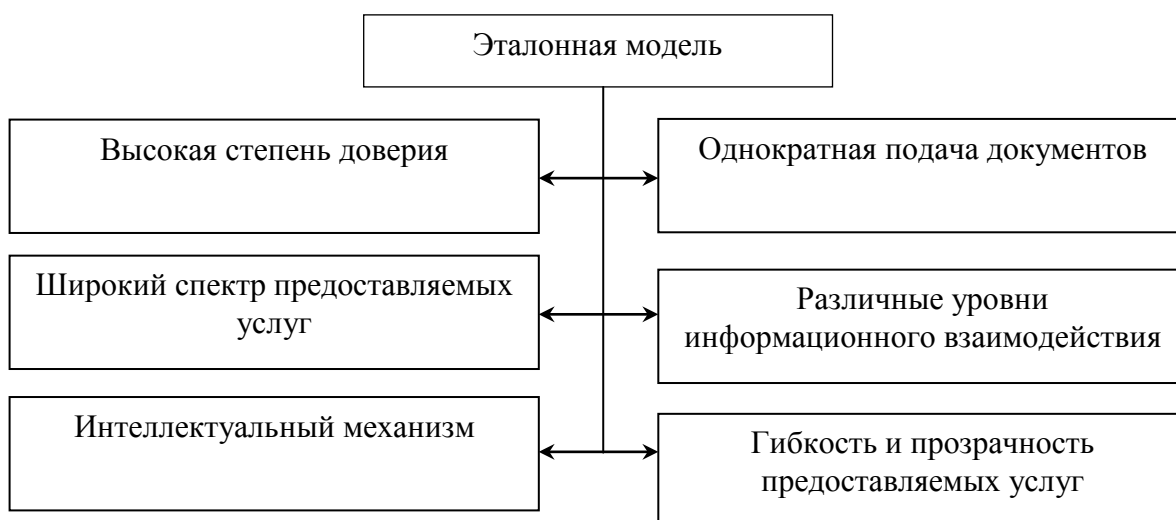 Эталонная модель
Высокая степень доверия
Однократная подача документов
Широкий спектр предоставляемых
услуг
Различные уровни
информационного взаимодействия
Интеллектуальный механизм
Гибкость и прозрачность
предоставляемых услуг